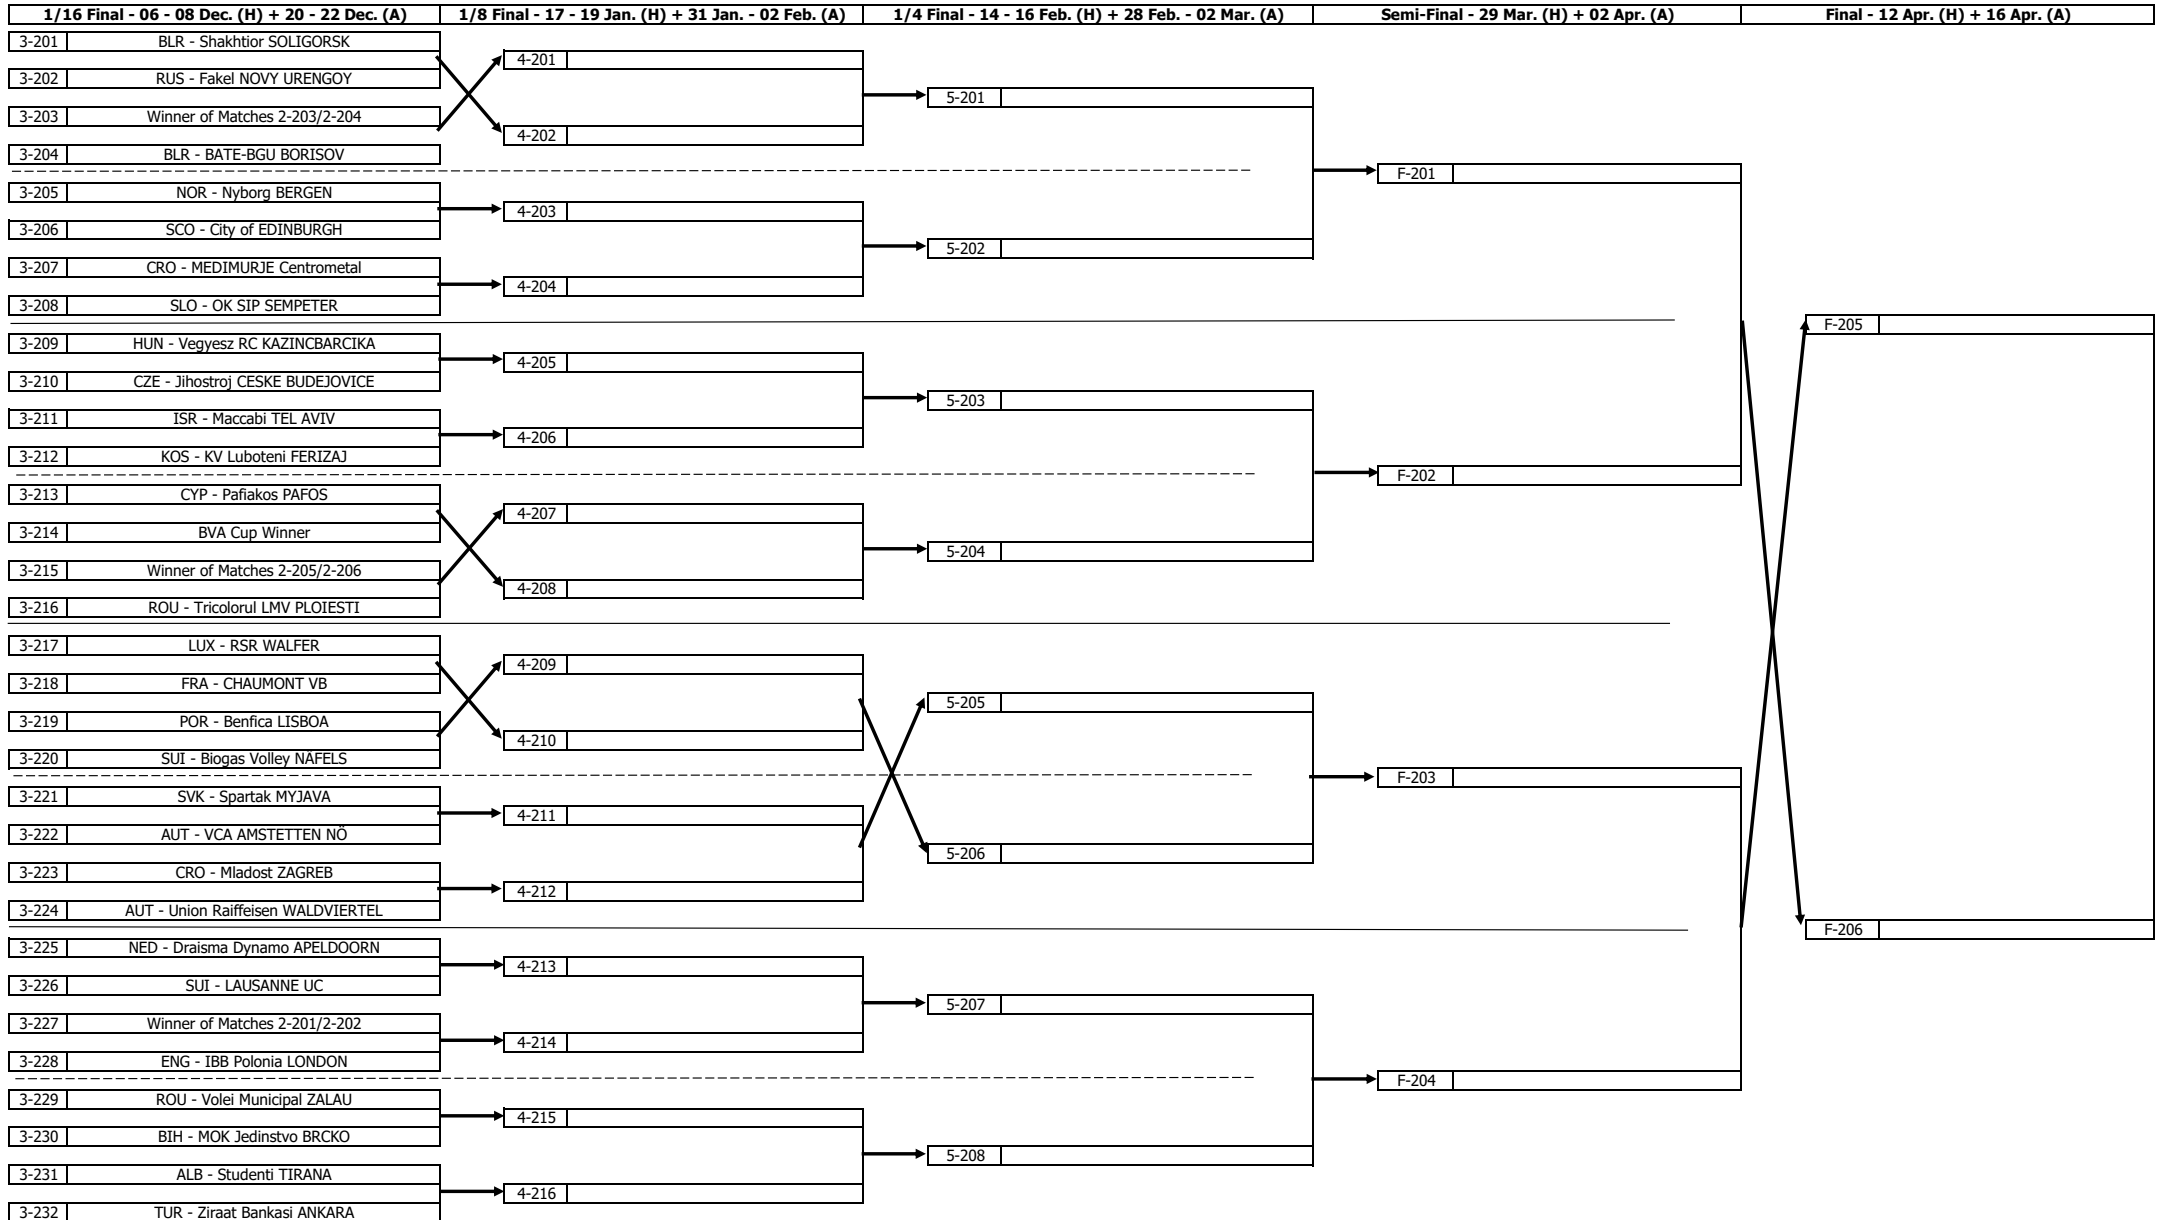 1/16 Final - 06 - 08 Dec. (H) + 20 - 22 Dec. (A) 1/8 Final - 17 - 19 Jan. (H) + 31 Jan. - 02 Feb. (A) 1/4 Final - 14 - 16 Feb. (H) + 28 Feb. - 02 Mar. (A) Semi-Final - 29 Mar. (H) + 02 Apr. (A) Final - 12 Apr. (H) + 16 Apr. (A)
3-201 BLR - Shakhtior SOLIGORSK
4-201
3-202 RUS - Fakel NOVY URENGOY
5-201
3-203 Winner of Matches 2-203/2-204
4-202
3-204 BLR - BATE-BGU BORISOV
F-201
3-205 NOR - Nyborg BERGEN
4-203
3-206 SCO - City of EDINBURGH
5-202
3-207 CRO - MEDIMURJE Centrometal
4-204
3-208 SLO - OK SIP SEMPETER
F-205
3-209 HUN - Vegyesz RC KAZINCBARCIKA
4-205
3-210 CZE - Jihostroj CESKE BUDEJOVICE
5-203
3-211 ISR - Maccabi TEL AVIV
4-206
3-212 KOS - KV Luboteni FERIZAJ
F-202
3-213 CYP - Pafiakos PAFOS
4-207
3-214 BVA Cup Winner
5-204
3-215 Winner of Matches 2-205/2-206
4-208
3-216 ROU - Tricolorul LMV PLOIESTI
3-217 LUX - RSR WALFER
4-209
3-218 FRA - CHAUMONT VB
5-205
3-219 POR - Benfica LISBOA
4-210
3-220 SUI - Biogas Volley NÄFELS
F-203
3-221 SVK - Spartak MYJAVA
4-211
3-222 AUT - VCA AMSTETTEN NÖ
5-206
3-223 CRO - Mladost ZAGREB
4-212
3-224 AUT - Union Raiffeisen WALDVIERTEL
F-206
3-225 NED - Draisma Dynamo APELDOORN
4-213
3-226 SUI - LAUSANNE UC
5-207
3-227 Winner of Matches 2-201/2-202
4-214
3-228 ENG - IBB Polonia LONDON
F-204
3-229 ROU - Volei Municipal ZALAU
4-215
3-230 BIH - MOK Jedinstvo BRCKO
5-208
3-231 ALB - Studenti TIRANA
4-216
3-232 TUR - Ziraat Bankasi ANKARA